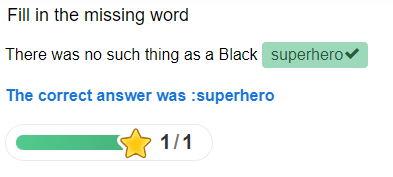 Fill in the missing word
There was no such thing as a Black superhero✔
The correct answer was :superhero
1/1